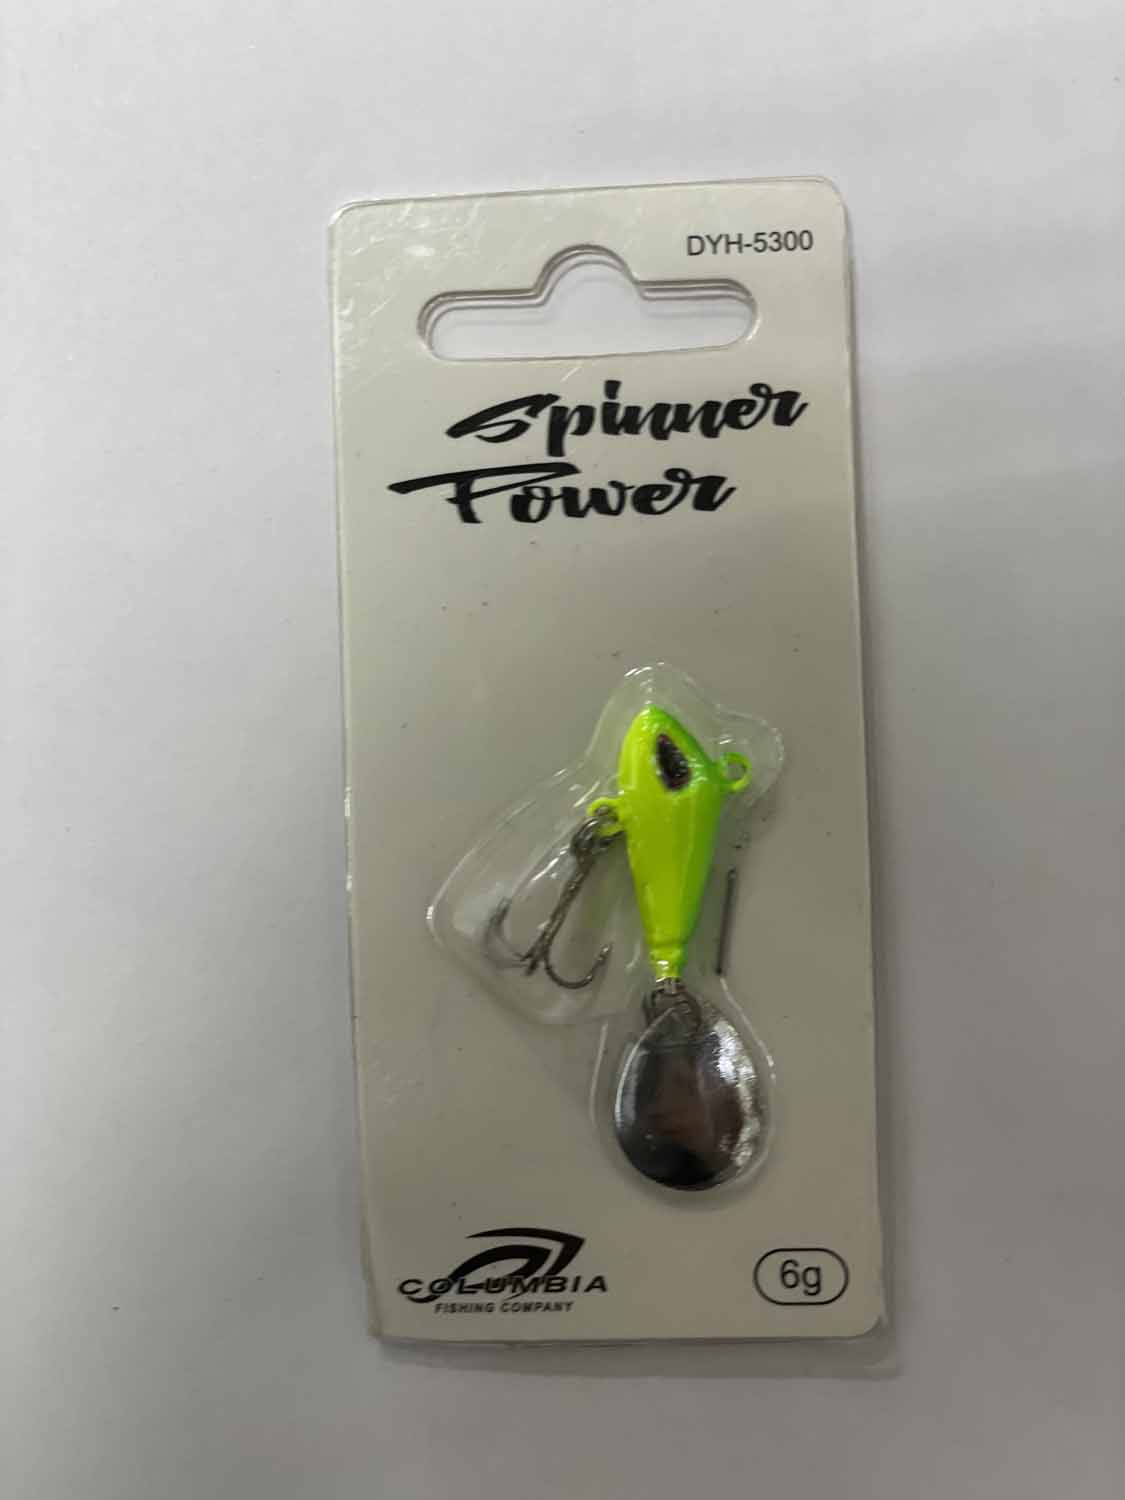 DYH-5300
Spinner
Power
COLUMBIA
FISHING COMPANY
6g